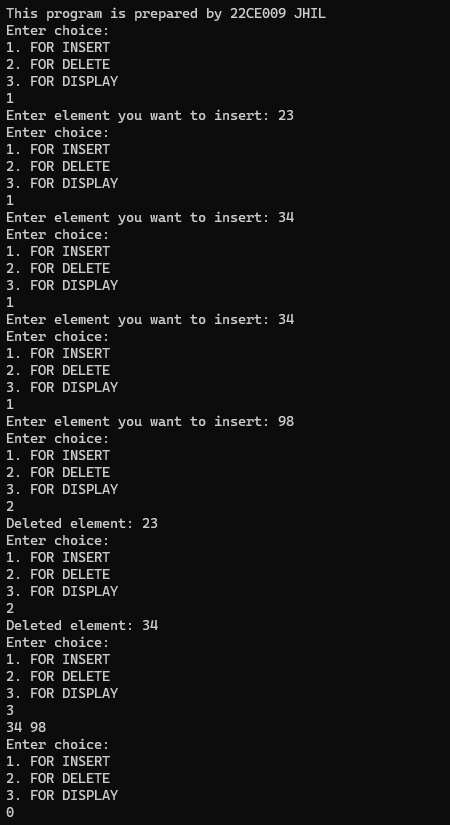 This program is prepared by 22CE009 JHIL
Enter choice:
1. FOR INSERT
2. FOR DELETE
3. FOR DISPLAY
1
Enter element you want to insert: 23
Enter choice:
1. FOR INSERT
2. FOR DELETE
3. FOR DISPLAY
1
Enter element you want to insert: 34
Enter choice:
1. FOR INSERT
2. FOR DELETE
3. FOR DISPLAY
1
Enter element you want to insert: 34
Enter choice:
1. FOR INSERT
2. FOR DELETE
3. FOR DISPLAY
1
Enter element you want to insert: 98
Enter choice:
1. FOR INSERT
2. FOR DELETE
3. FOR DISPLAY
2
Deleted element: 23
Enter choice:
1. FOR INSERT
2. FOR DELETE
3. FOR DISPLAY
2
Deleted element: 34
Enter choice:
1. FOR INSERT
2. FOR DELETE
3. FOR DISPLAY
3
34 98
Enter choice:
1. FOR INSERT
2. FOR DELETE
3. FOR DISPLAY
0